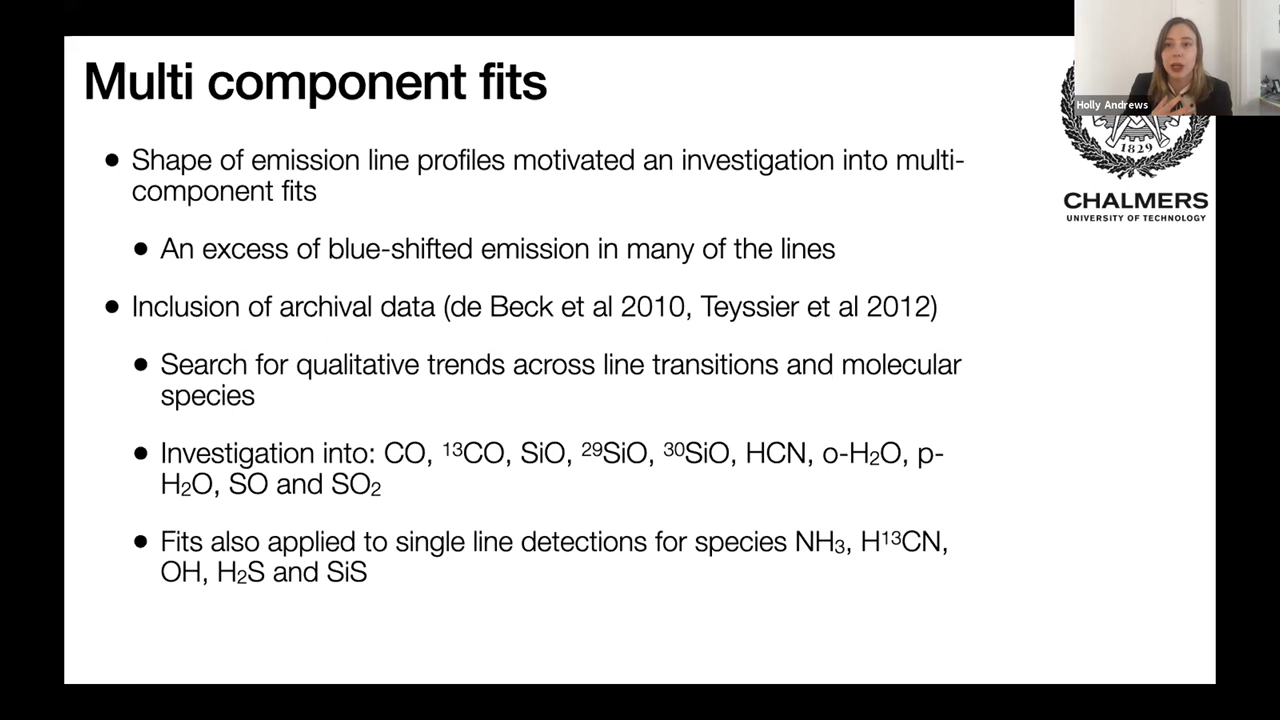 Multi component fits
Holly Andrews
1829
CHALMERS
UNIVERSITY OF TECHNOLOGY
● Shape of emission line profiles motivated an investigation into multi-
component fits
● An excess of blue-shifted emission in many of the lines
● Inclusion of archival data (de Beck et al 2010, Teyssier et al 2012)
● Search for qualitative trends across line transitions and molecular
species
● Investigation into: CO, ¹³CO, SiO, ²⁹SiO, ³⁰SiO, HCN, o-H₂O, p-
H₂O, SO and SO₂
● Fits also applied to single line detections for species NH₃, H¹³CN,
OH, H₂S and SiS